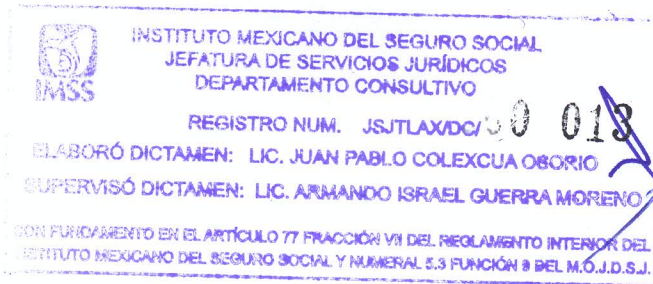 INSTITUTO MEXICANO DEL SEGURO SOCIAL
JEFATURA DE SERVICIOS JURÍDICOS
DEPARTAMENTO CONSULTIVO
IMSS
REGISTRO NUM. JSJTLAX/DC/ 0 013
ELABORÓ DICTAMEN: LIC. JUAN PABLO COLEXCUA OSORIO
SUPERVISÓ DICTAMEN: LIC. ARMANDO ISRAEL GUERRA MORENO
CON FUNDAMENTO EN EL ARTÍCULO 77 FRACCIÓN VII DEL REGLAMENTO INTERIOR DEL
INSTITUTO MEXICANO DEL SEGURO SOCIAL Y NUMERAL 5.3 FUNCIÓN 9 DEL M.O.J.D.S.J.